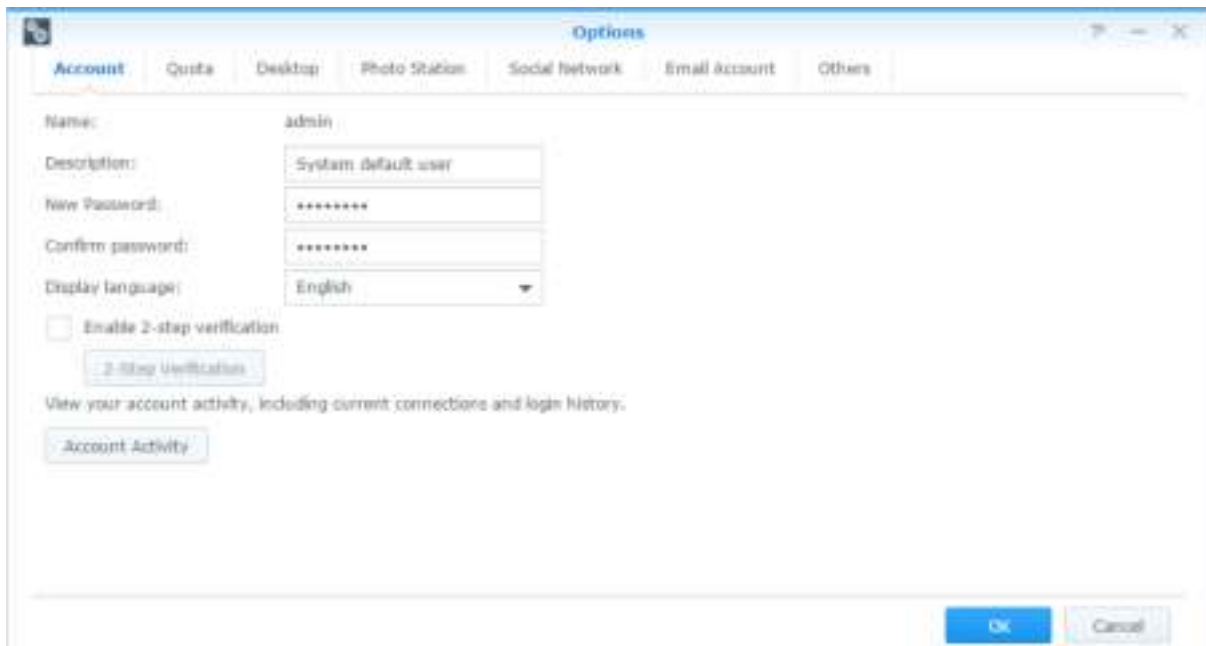 Options
Account Quota Desktop Photo Station Social Network Email Account Others
Name: admin
Description: System default user
New Password: ••••••••
Confirm password: ••••••••
Display language: English
Enable 2-step verification
2-Step Verification
View your account activity, including current connections and login history.
Account Activity
OK Cancel